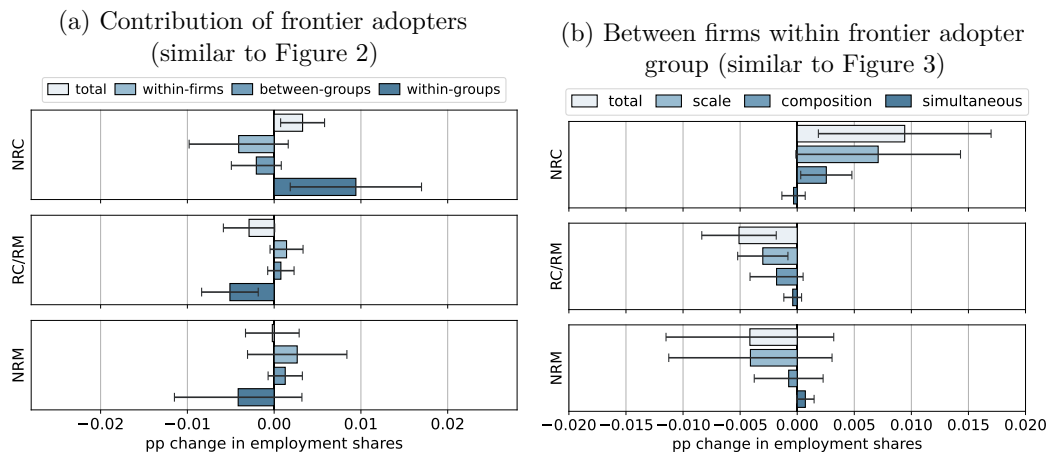 (a) Contribution of frontier adopters
(similar to Figure 2)
total within-firms between-groups within-groups
NRC
RC/RM
NRM
−0.02 −0.01 0.00 0.01 0.02
pp change in employment shares
(b) Between firms within frontier adopter
group (similar to Figure 3)
total scale composition simultaneous
NRC
RC/RM
NRM
−0.020 −0.015 −0.010 −0.005 0.000 0.005 0.010 0.015 0.020
pp change in employment shares